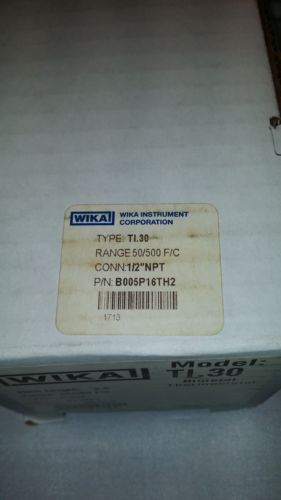 WIKA
WIKA INSTRUMENT
CORPORATION
TYPE: TI.30
RANGE 50/500 F/C
CONN:1/2"NPT
P/N: B005P16TH2
1713
WIKA
Model:
TI.30
Bimetal
Thermometer